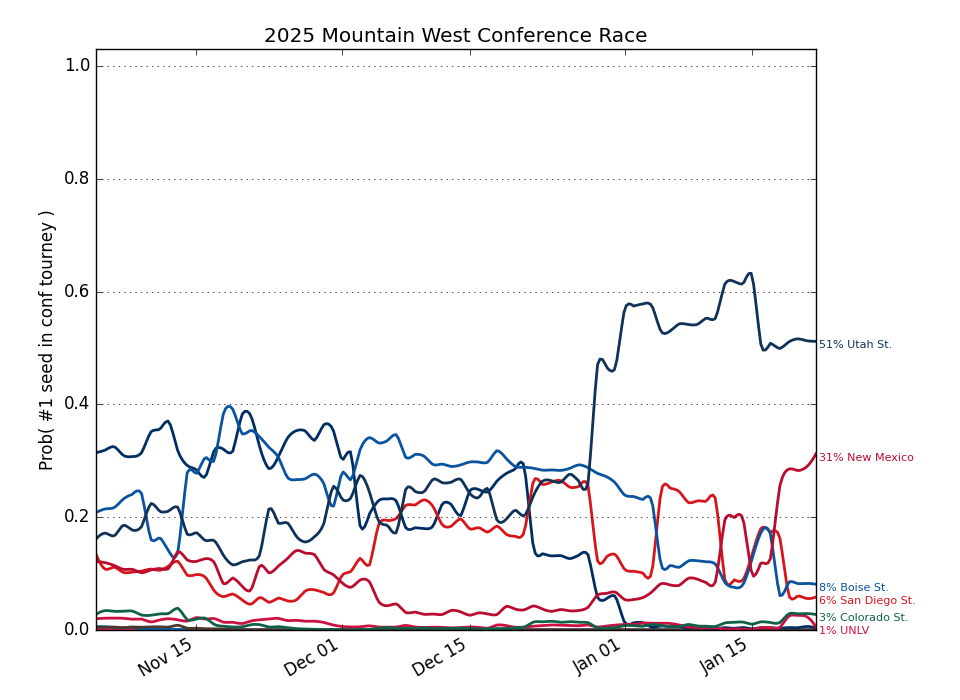 2025 Mountain West Conference Race
Prob( #1 seed in conf tourney )
1.0
0.8
0.6
0.4
0.2
0.0
Nov 15
Dec 01
Dec 15
Jan 01
Jan 15
51% Utah St.
31% New Mexico
8% Boise St.
6% San Diego St.
3% Colorado St.
1% UNLV